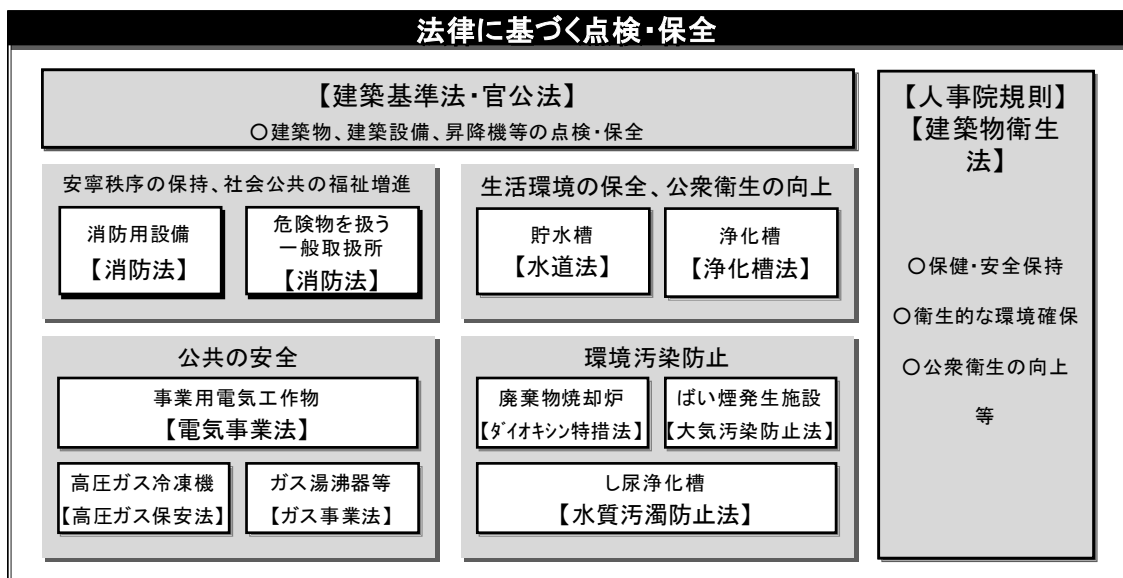 法律に基づく点検・保全
【建築基準法・官公法】
○建築物、建築設備、昇降機等の点検・保全
安寧秩序の保持、社会公共の福祉増進
消防用設備
【消防法】
危険物を扱う
一般取扱所
【消防法】
生活環境の保全、公衆衛生の向上
貯水槽
【水道法】
浄化槽
【浄化槽法】
公共の安全
事業用電気工作物
【電気事業法】
高圧ガス冷凍機
【高圧ガス保安法】
ガス湯沸器等
【ガス事業法】
環境汚染防止
廃棄物焼却炉
【ダイオキシン特措法】
ばい煙発生施設
【大気汚染防止法】
し尿浄化槽
【水質汚濁防止法】
【人事院規則】
【建築物衛生
法】
○保健・安全保持
○衛生的な環境確保
○公衆衛生の向上
等